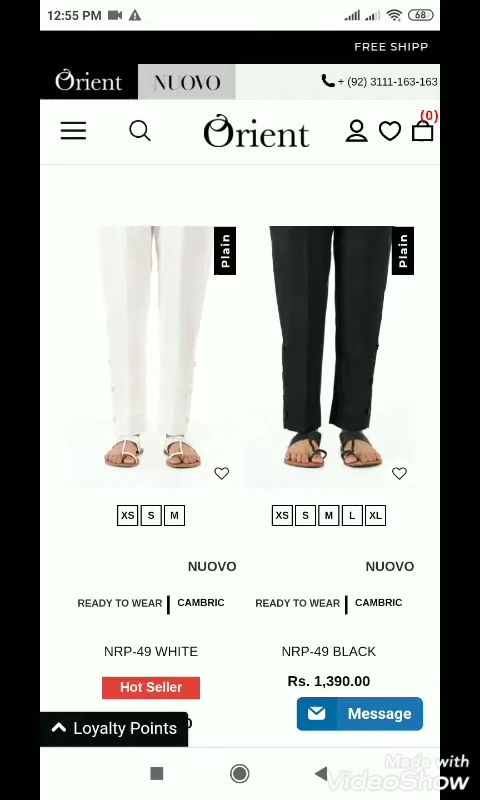 12:55 PM 68
FREE SHIPP
Orient NUOVO + (92) 3111-163-163
Orient (0)
Plain Plain
XS S M XS S M L XL
NUOVO NUOVO
READY TO WEAR | CAMBRIC READY TO WEAR | CAMBRIC
NRP-49 WHITE NRP-49 BLACK
Hot Seller Rs. 1,390.00
Message
Loyalty Points 0
Made with
VideoShow